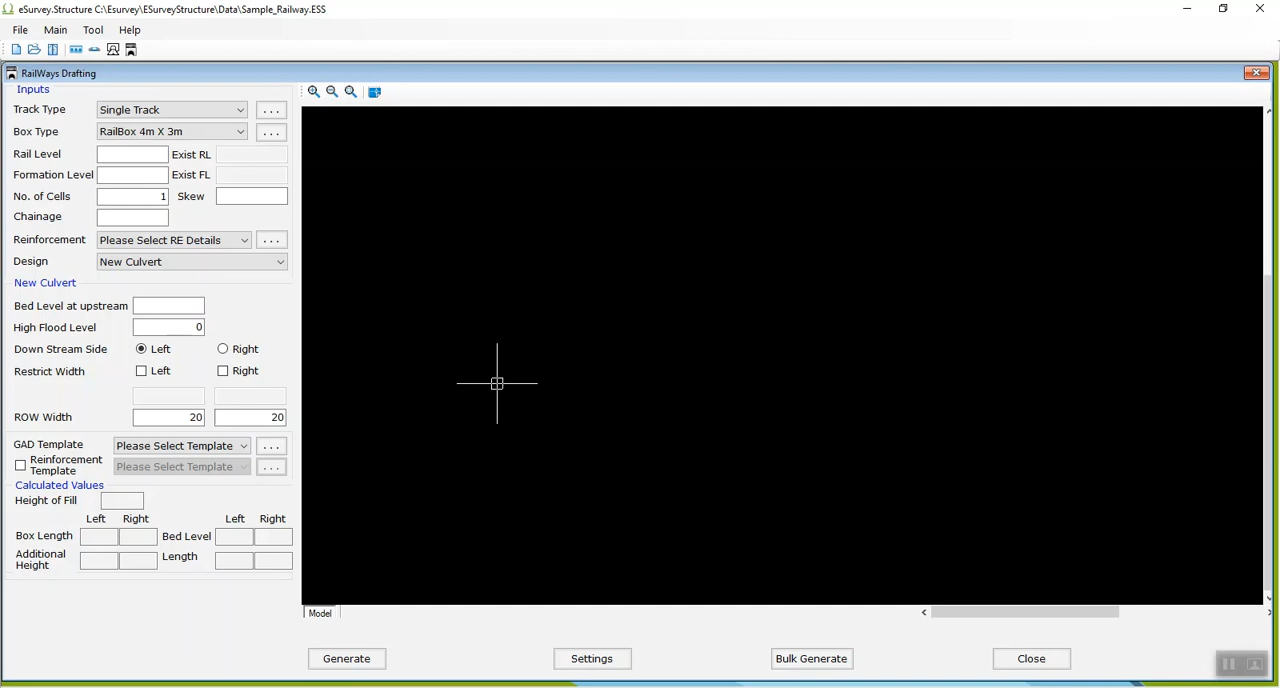 eSurvey.Structure C:\Esurvey\ESurveyStructure\Data\Sample_Railway.ESS
File Main Tool Help
RailWays Drafting
Inputs
Track Type Single Track ...
Box Type RailBox 4m X 3m ...
Rail Level Exist RL
Formation Level Exist FL
No. of Cells 1 Skew
Chainage
Reinforcement Please Select RE Details ...
Design New Culvert
New Culvert
Bed Level at upstream
High Flood Level 0
Down Stream Side Left Right
Restrict Width Left Right
ROW Width 20 20
GAD Template Please Select Template ...
Reinforcement
Template Please Select Template ...
Calculated Values
Height of Fill
Left Right Left Right
Box Length Bed Level
Additional
Height Length
Model
Generate Settings Bulk Generate Close